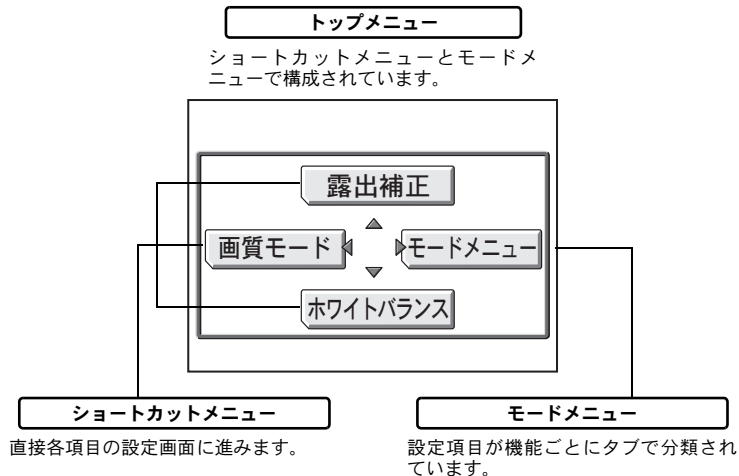 トップメニュー
ショートカットメニューとモードメ
ニューで構成されています。
露出補正
画質モード
モードメニュー
ホワイトバランス
ショートカットメニュー
直接各項目の設定画面に進みます。
モードメニュー
設定項目が機能ごとにタブで分類され
ています。